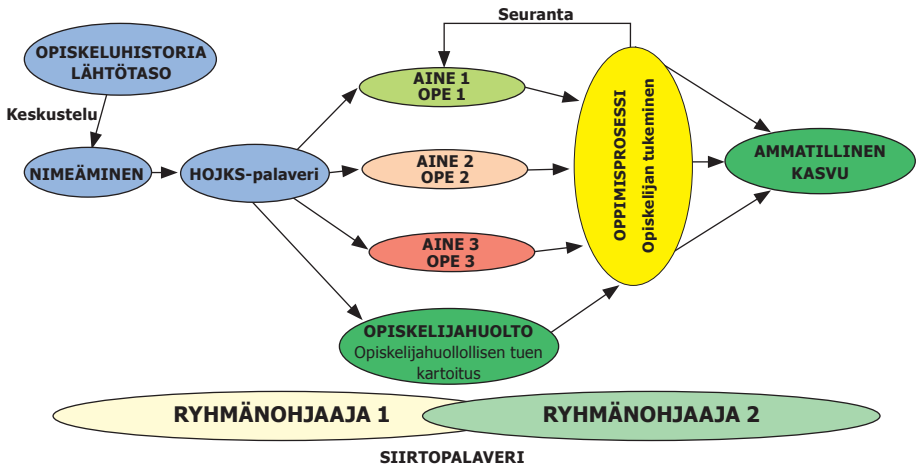 Seuranta
OPISKELUHISTORIA
LÄHTÖTASO
Keskustelu
NIMEÄMINEN
HOJKS-palaveri
AINE 1
OPE 1
AINE 2
OPE 2
AINE 3
OPE 3
OPISKELIJAHUOLTO
Opiskelijahuollollisen tuen
kartoitus
OPPIMISPROSESSI
Opiskelijan tukeminen
AMMATILLINEN
KASVU
RYHMÄNOHJAAJA 1
RYHMÄNOHJAAJA 2
SIIRTOPALAVERI